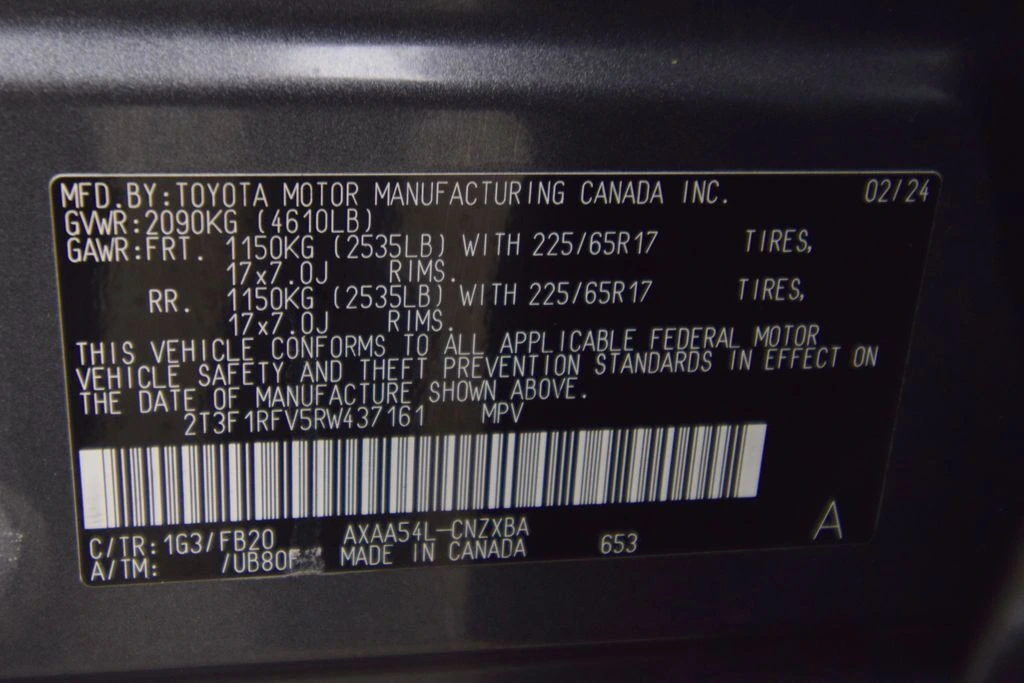 MFD.BY:TOYOTA MOTOR MANUFACTURING CANADA INC. 02/24
GVWR:2090KG (4610LB)
GAWR:FRT. 1150KG (2535LB) WITH 225/65R17 TIRES,
17x7.0J RIMS.
RR. 1150KG (2535LB) WITH 225/65R17 TIRES,
17x7.0J RIMS.
THIS VEHICLE CONFORMS TO ALL APPLICABLE FEDERAL MOTOR
VEHICLE SAFETY AND THEFT PREVENTION STANDARDS IN EFFECT ON
THE DATE OF MANUFACTURE SHOWN ABOVE.
2T3F1RFV5RW437161 MPV
C/TR:1G3/FB20 AXAA54L-CNZXBA 653 A
A/TM: /UB80F MADE IN CANADA